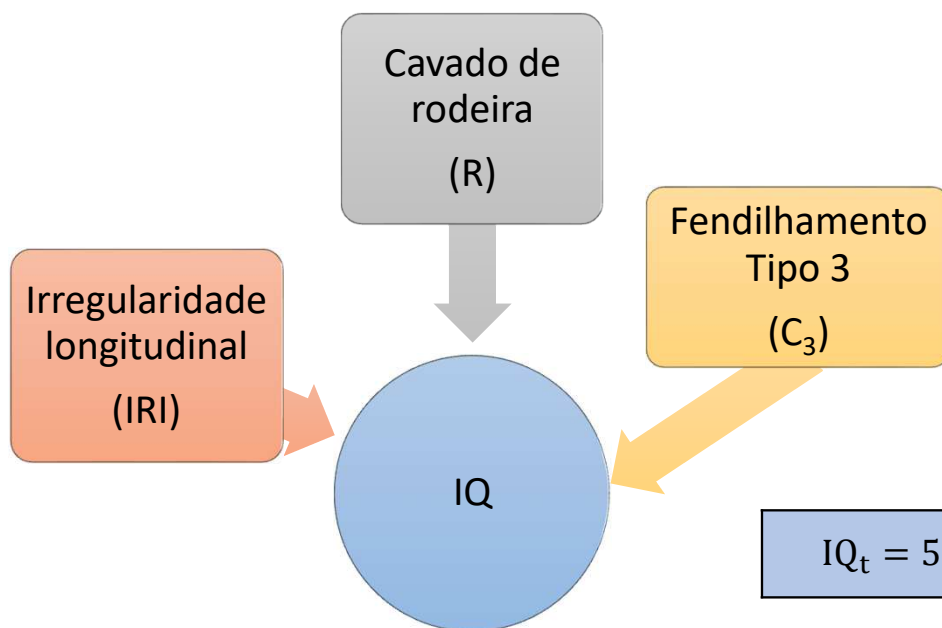 Cavado de
rodeira
(R)
Fendilhamento
Tipo 3
(C₃)
Irregularidade
longitudinal
(IRI)
IQ
IQₜ = 5